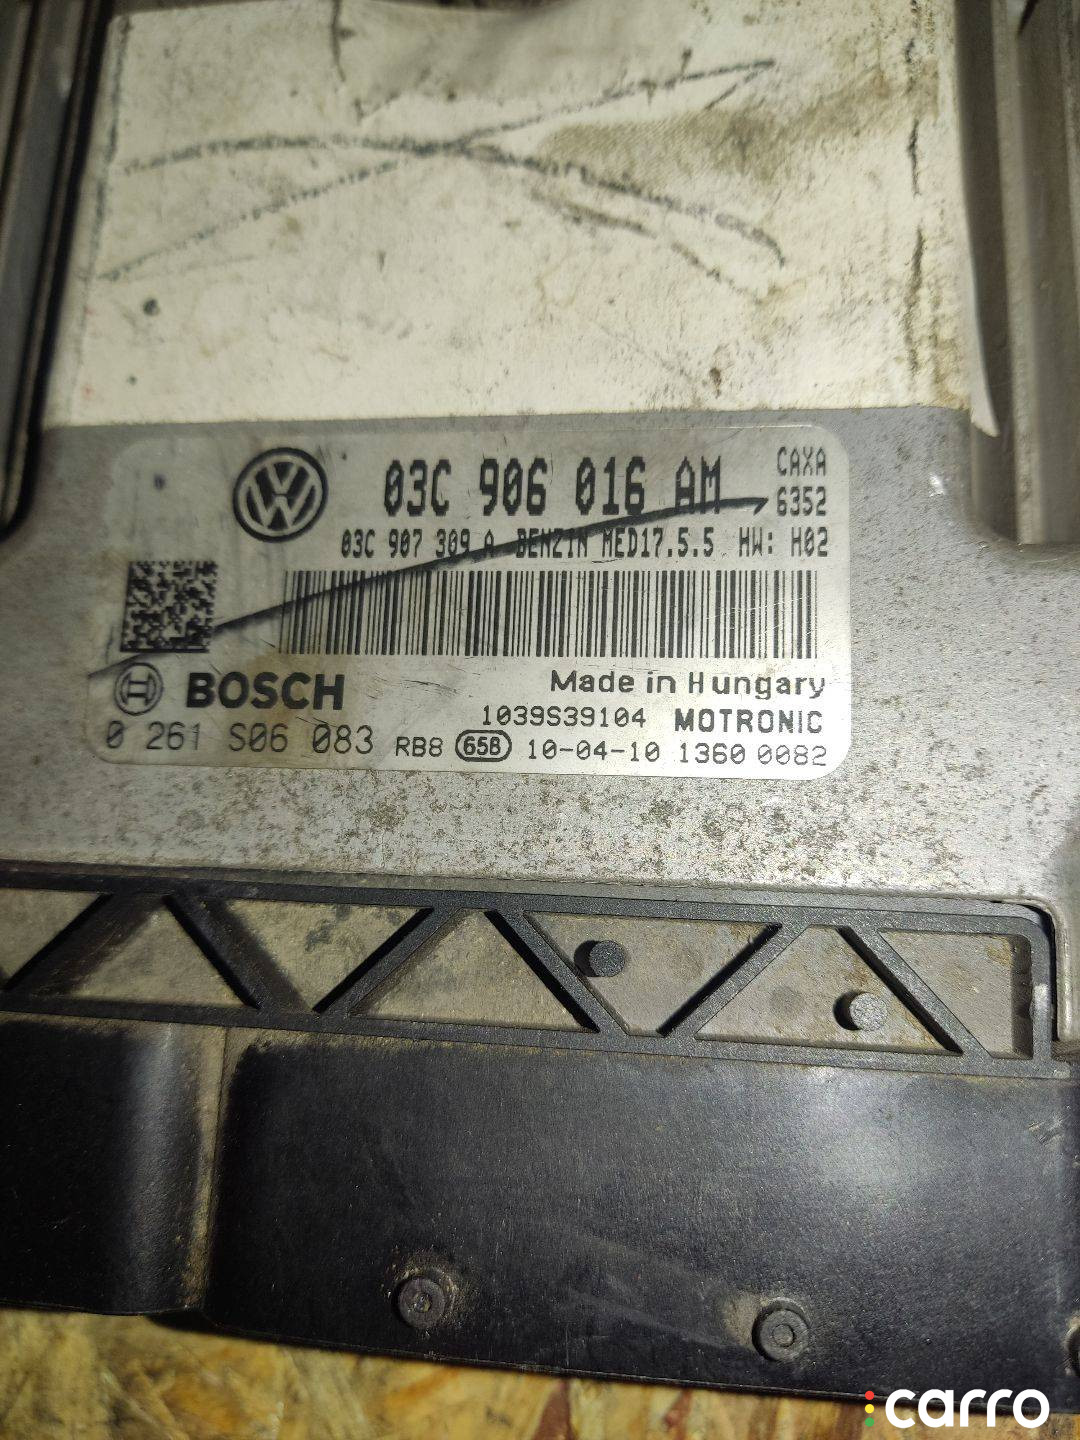 03C 906 016 AM
CAXA
6352
03C 907 309 A BENZIN MED17.5.5 HW: H02
BOSCH
Made in Hungary
1039S39104 MOTRONIC
0 261 S06 083 RB8 658 10-04-10 1360 0082
carro